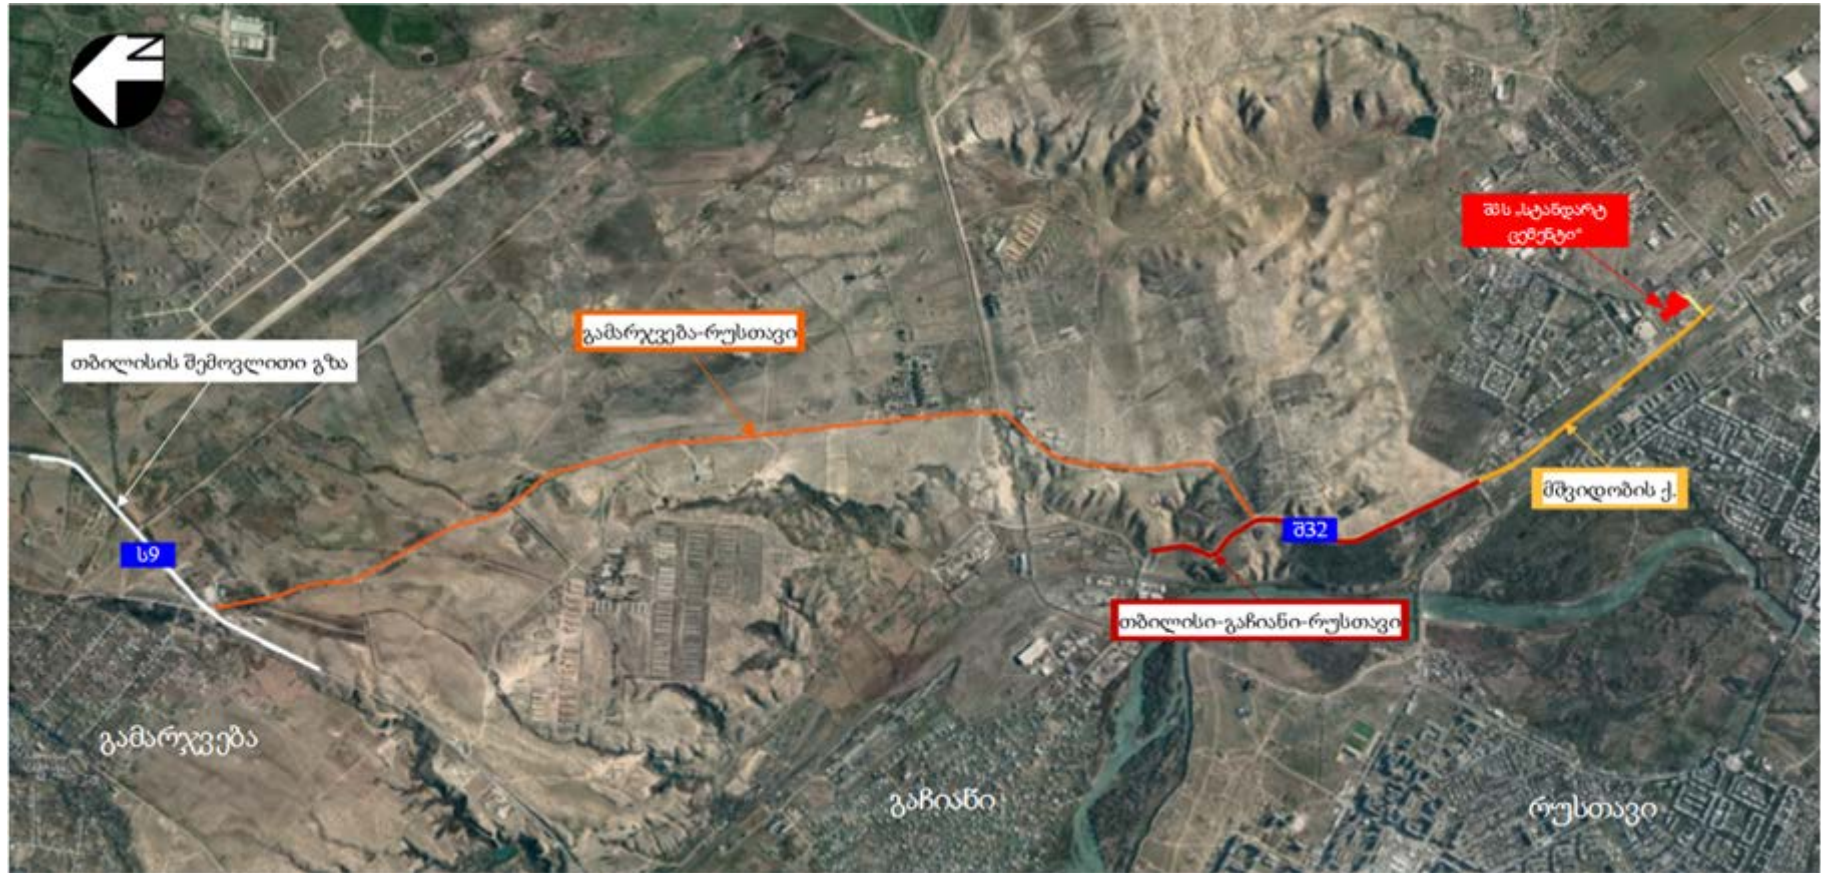 N
შპს „სტანდარტ
ცემენტი“
გამარჯვება-რუსთავი
თბილისის შემოვლითი გზა
მშვიდობის ქ.
შ32
ს9
თბილისი-გაჩიანი-რუსთავი
გამარჯვება
გაჩიანი
რუსთავი